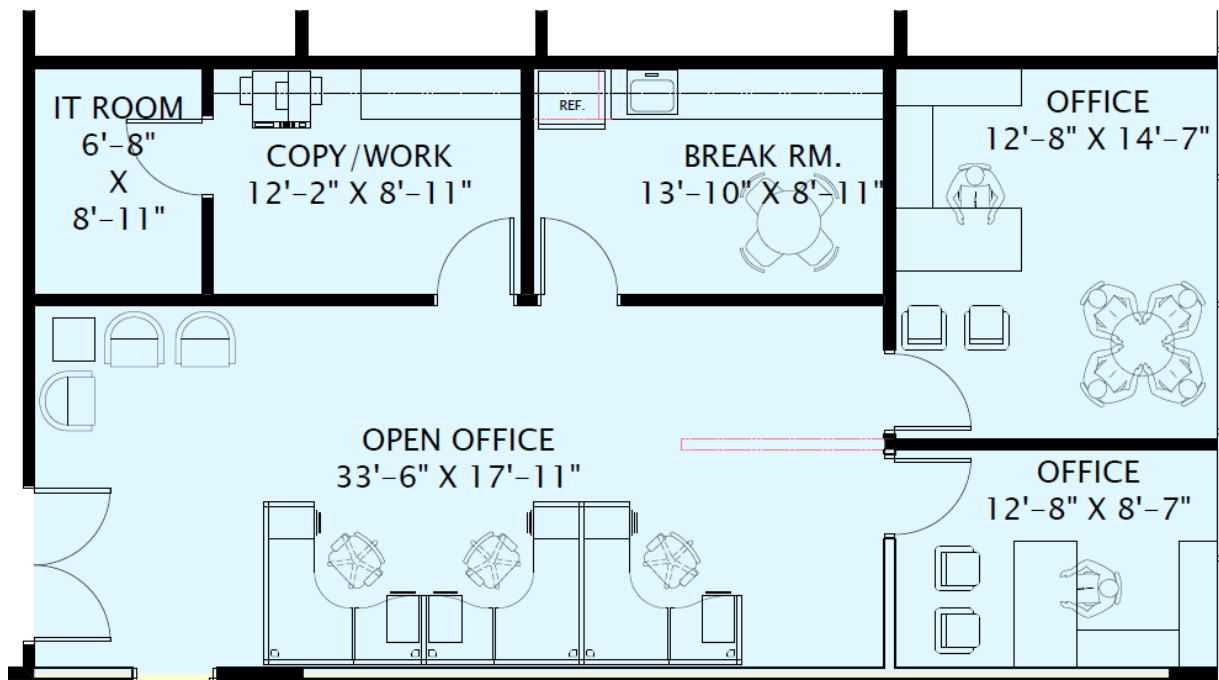 IT ROOM
6'-8"
X
8'-11"
COPY/WORK
12'-2" X 8'-11"
REF.
BREAK RM.
13'-10" X 8'-11"
OFFICE
12'-8" X 14'-7"
OPEN OFFICE
33'-6" X 17'-11"
OFFICE
12'-8" X 8'-7"